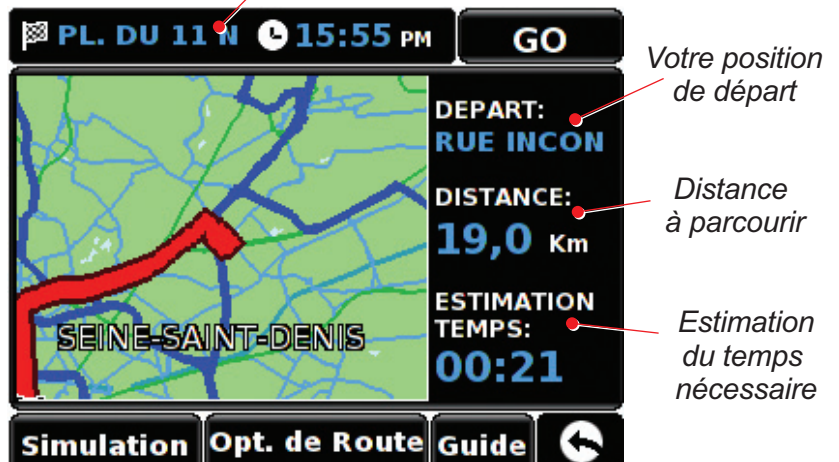 PL. DU 11 N 15:55 PM
GO
Votre position
de départ
DEPART:
RUE INCON
DISTANCE:
19,0 Km
Distance
à parcourir
ESTIMATION
TEMPS:
00:21
Estimation
du temps
nécessaire
SEINE-SAINT-DENIS
Simulation
Opt. de Route
Guide